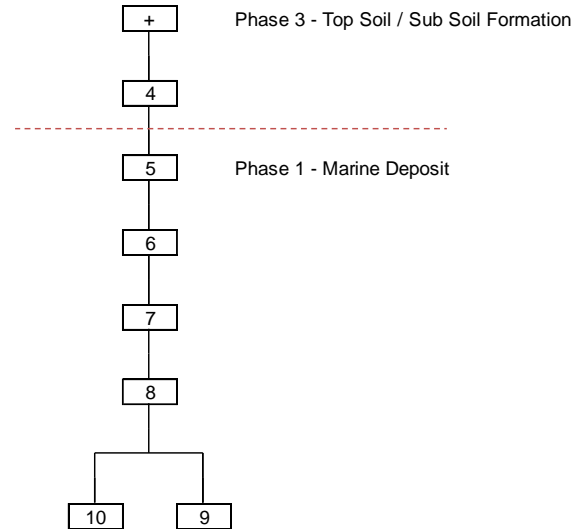 + Phase 3 - Top Soil / Sub Soil Formation
4
5 Phase 1 - Marine Deposit
6
7
8
10 9